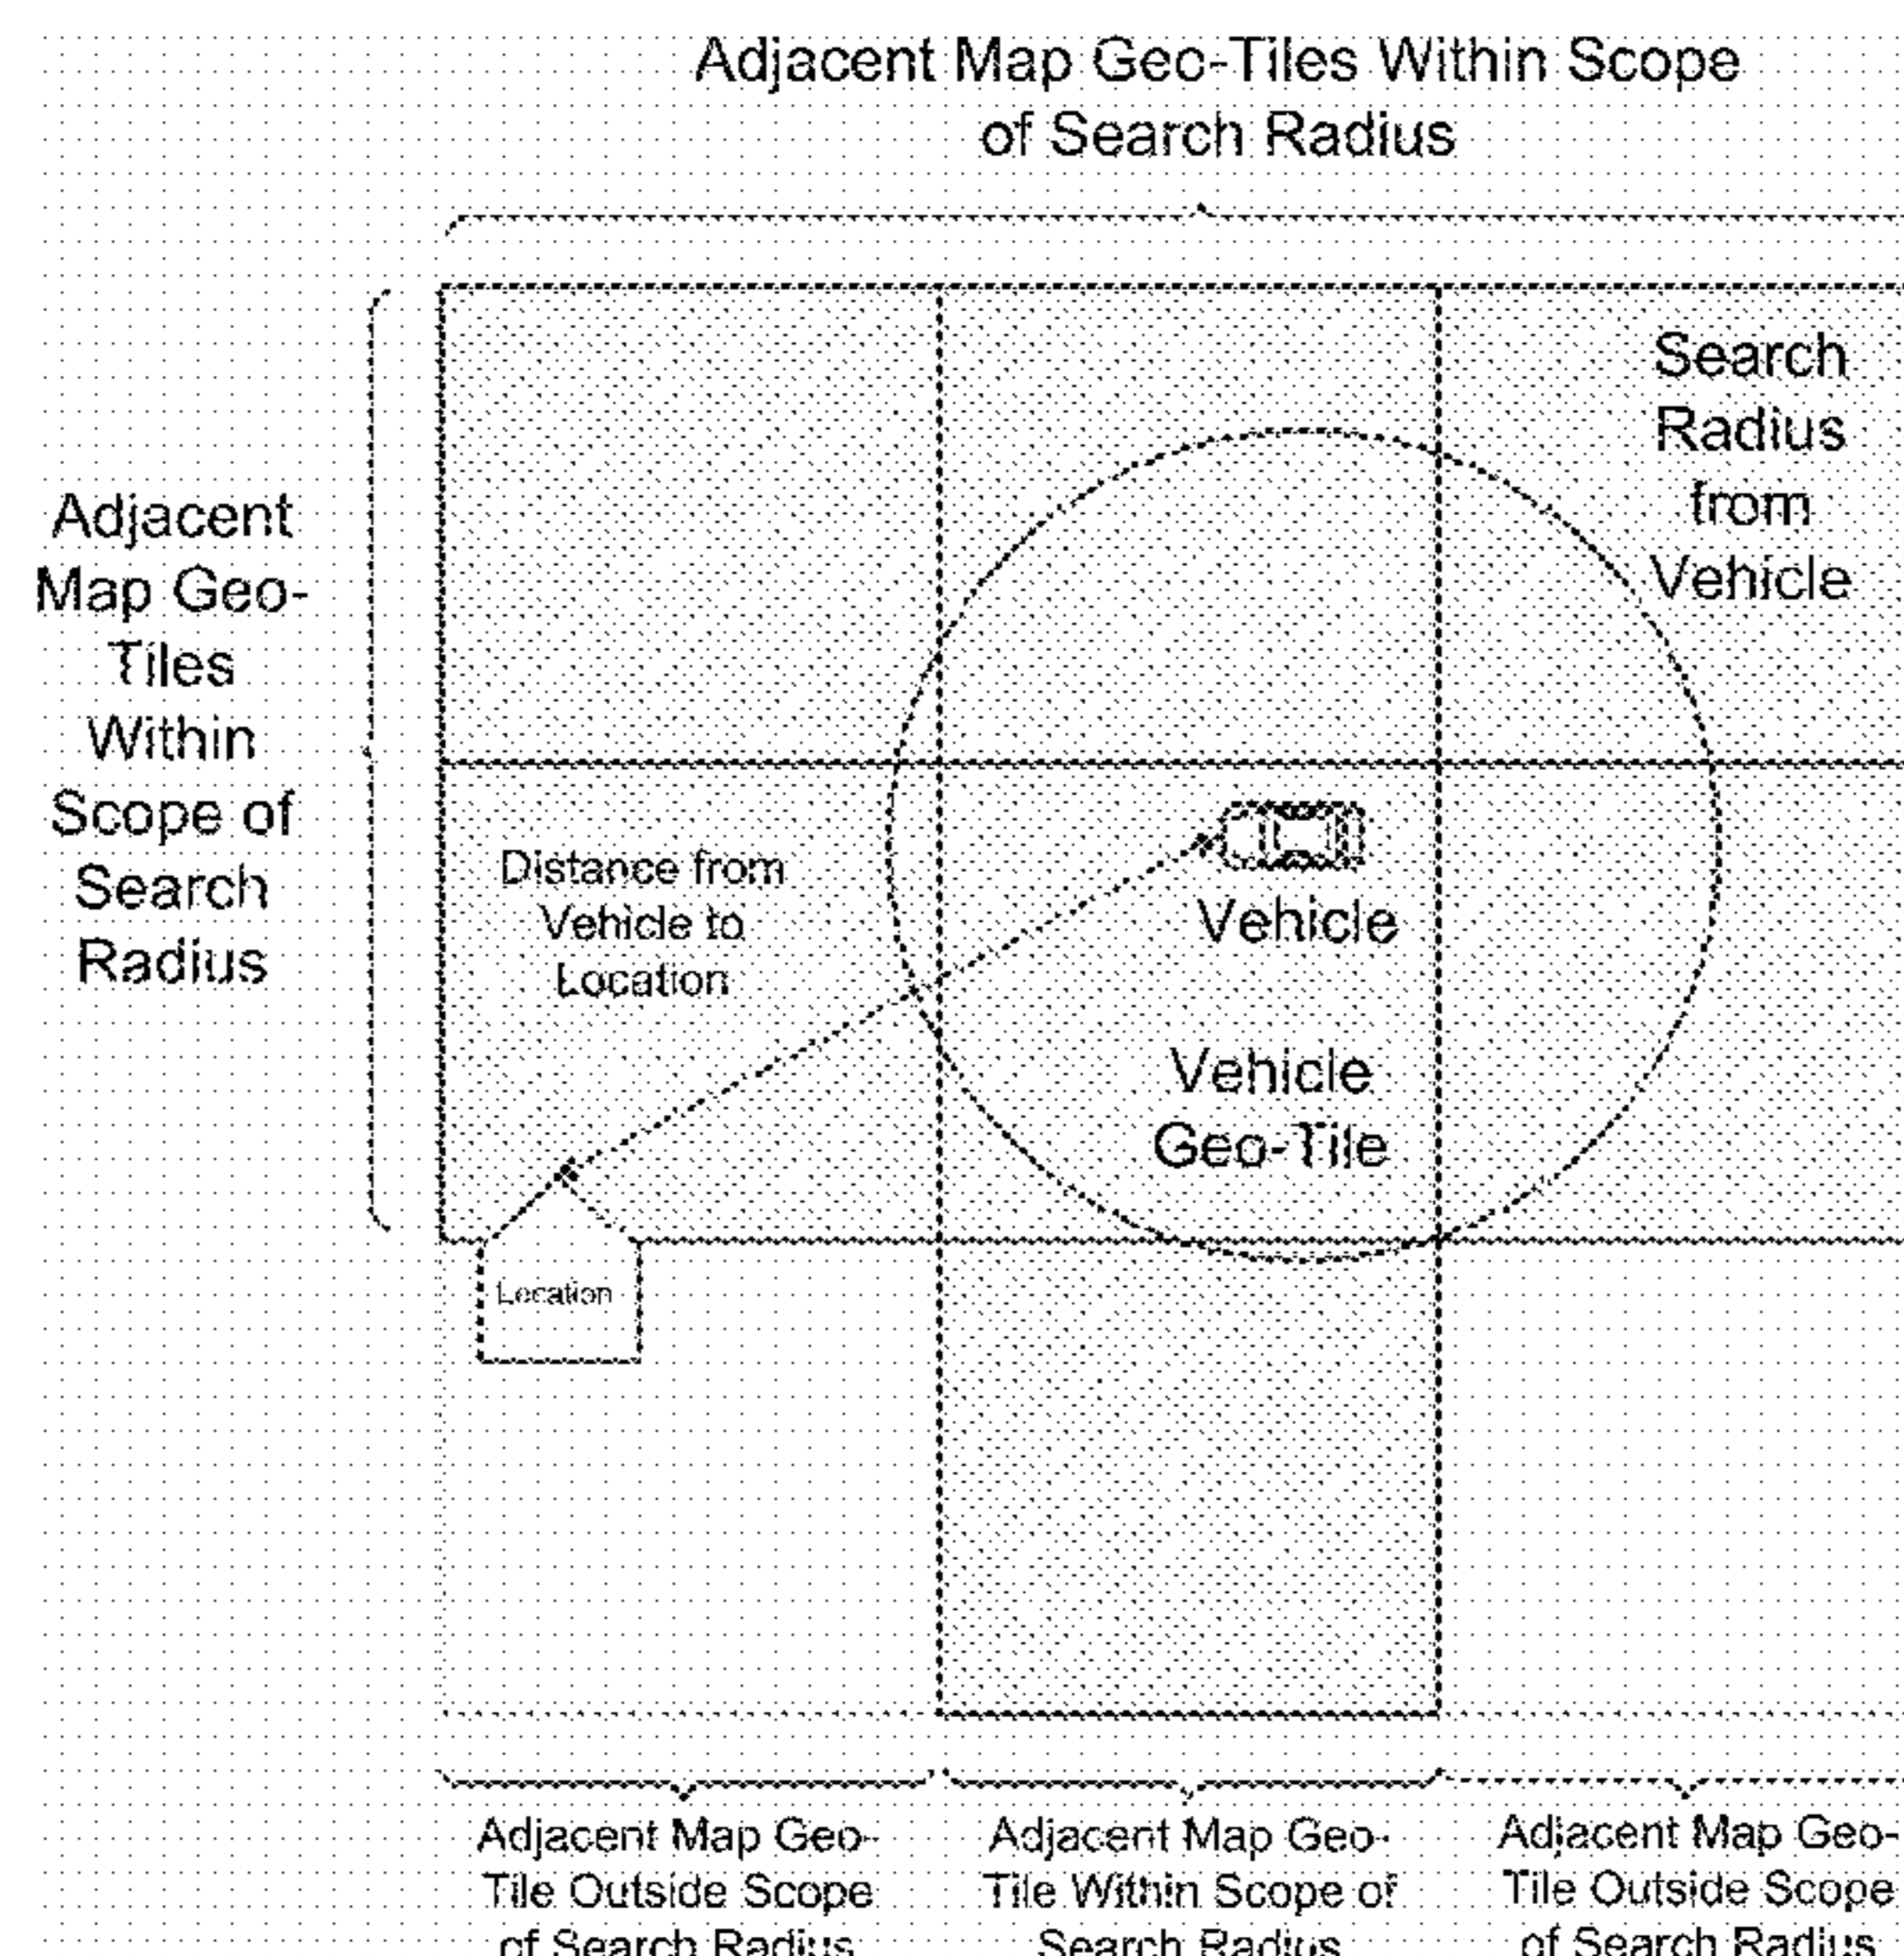 Adjacent Map Geo-Tiles Within Scope
of Search Radius
Search
Radius
from
Vehicle
Adjacent
Map Geo-
Tiles
Within
Scope of
Search
Radius
Distance from
Vehicle to
Location
Vehicle
Vehicle
Geo-Tile
Location
Adjacent Map Geo-
Tile Outside Scope
of Search Radius
Adjacent Map Geo-
Tile Within Scope of
Search Radius
Adjacent Map Geo-
Tile Outside Scope
of Search Radius